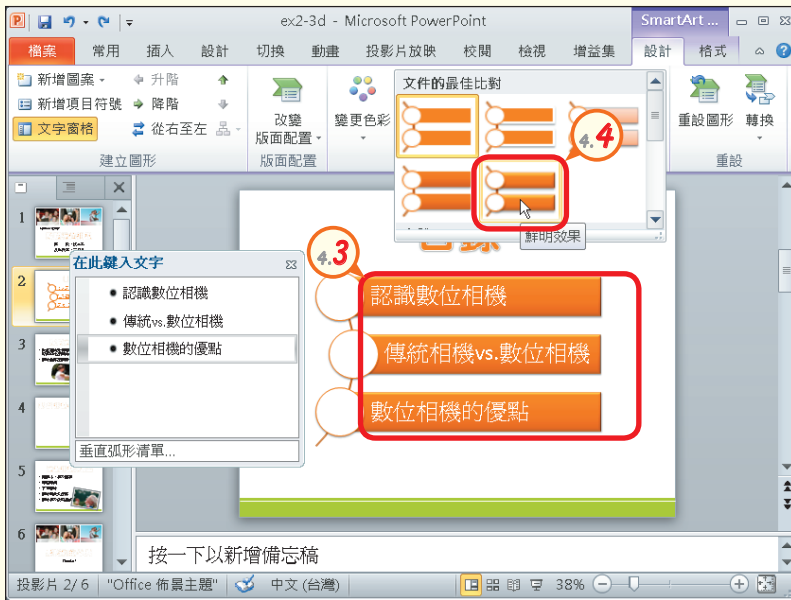 ex2-3d - Microsoft PowerPoint
SmartArt ...
檔案 常用 插入 設計 切換 動畫 投影片放映 校閱 檢視 增益集 設計 格式
新增圖案 升階
新增項目符號 降階
文字窗格 從右至左
建立圖形
改變
版面配置
版面配置
變更色彩
文件的最佳比對
重設圖形 轉換
重設
4.4
鮮明效果
4.3
1
2
3
4
5
6
在此鍵入文字
認識數位相機
傳統vs.數位相機
數位相機的優點
垂直弧形清單...
認識數位相機
傳統相機vs.數位相機
數位相機的優點
按一下以新增備忘稿
投影片 2/ 6 "Office 佈景主題" 中文 (台灣) 38%